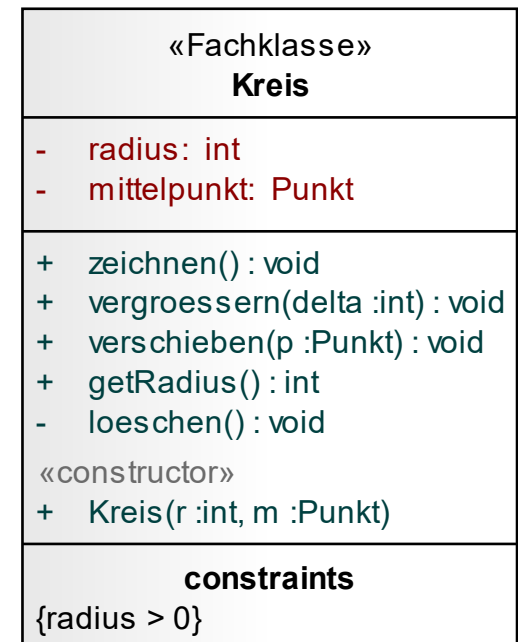 «Fachklasse»
Kreis
- radius: int
- mittelpunkt: Punkt
+ zeichnen() : void
+ vergroessern(delta :int) : void
+ verschieben(p :Punkt) : void
+ getRadius() : int
- loeschen() : void
«constructor»
+ Kreis(r :int, m :Punkt)
constraints
{radius > 0}